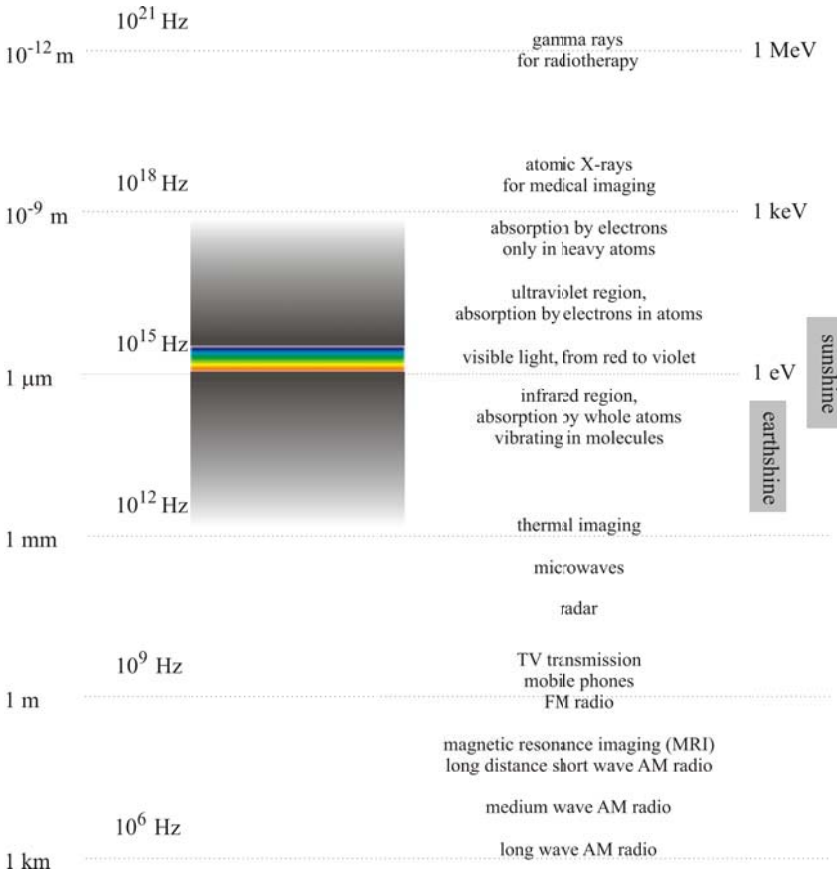 10²¹ Hz
10⁻¹² m
gamma rays
for radiotherapy
1 MeV
10¹⁸ Hz
atomic X-rays
for medical imaging
10⁻⁹ m
1 keV
absorption by electrons
only in heavy atoms
ultraviolet region,
absorption by electrons in atoms
10¹⁵ Hz
visible light, from red to violet
sunshine
1 μm
1 eV
infrared region,
absorption by whole atoms
vibrating in molecules
earthshine
10¹² Hz
thermal imaging
1 mm
microwaves
radar
10⁹ Hz
TV transmission
mobile phones
1 m
FM radio
magnetic resonance imaging (MRI)
long distance short wave AM radio
medium wave AM radio
10⁶ Hz
long wave AM radio
1 km